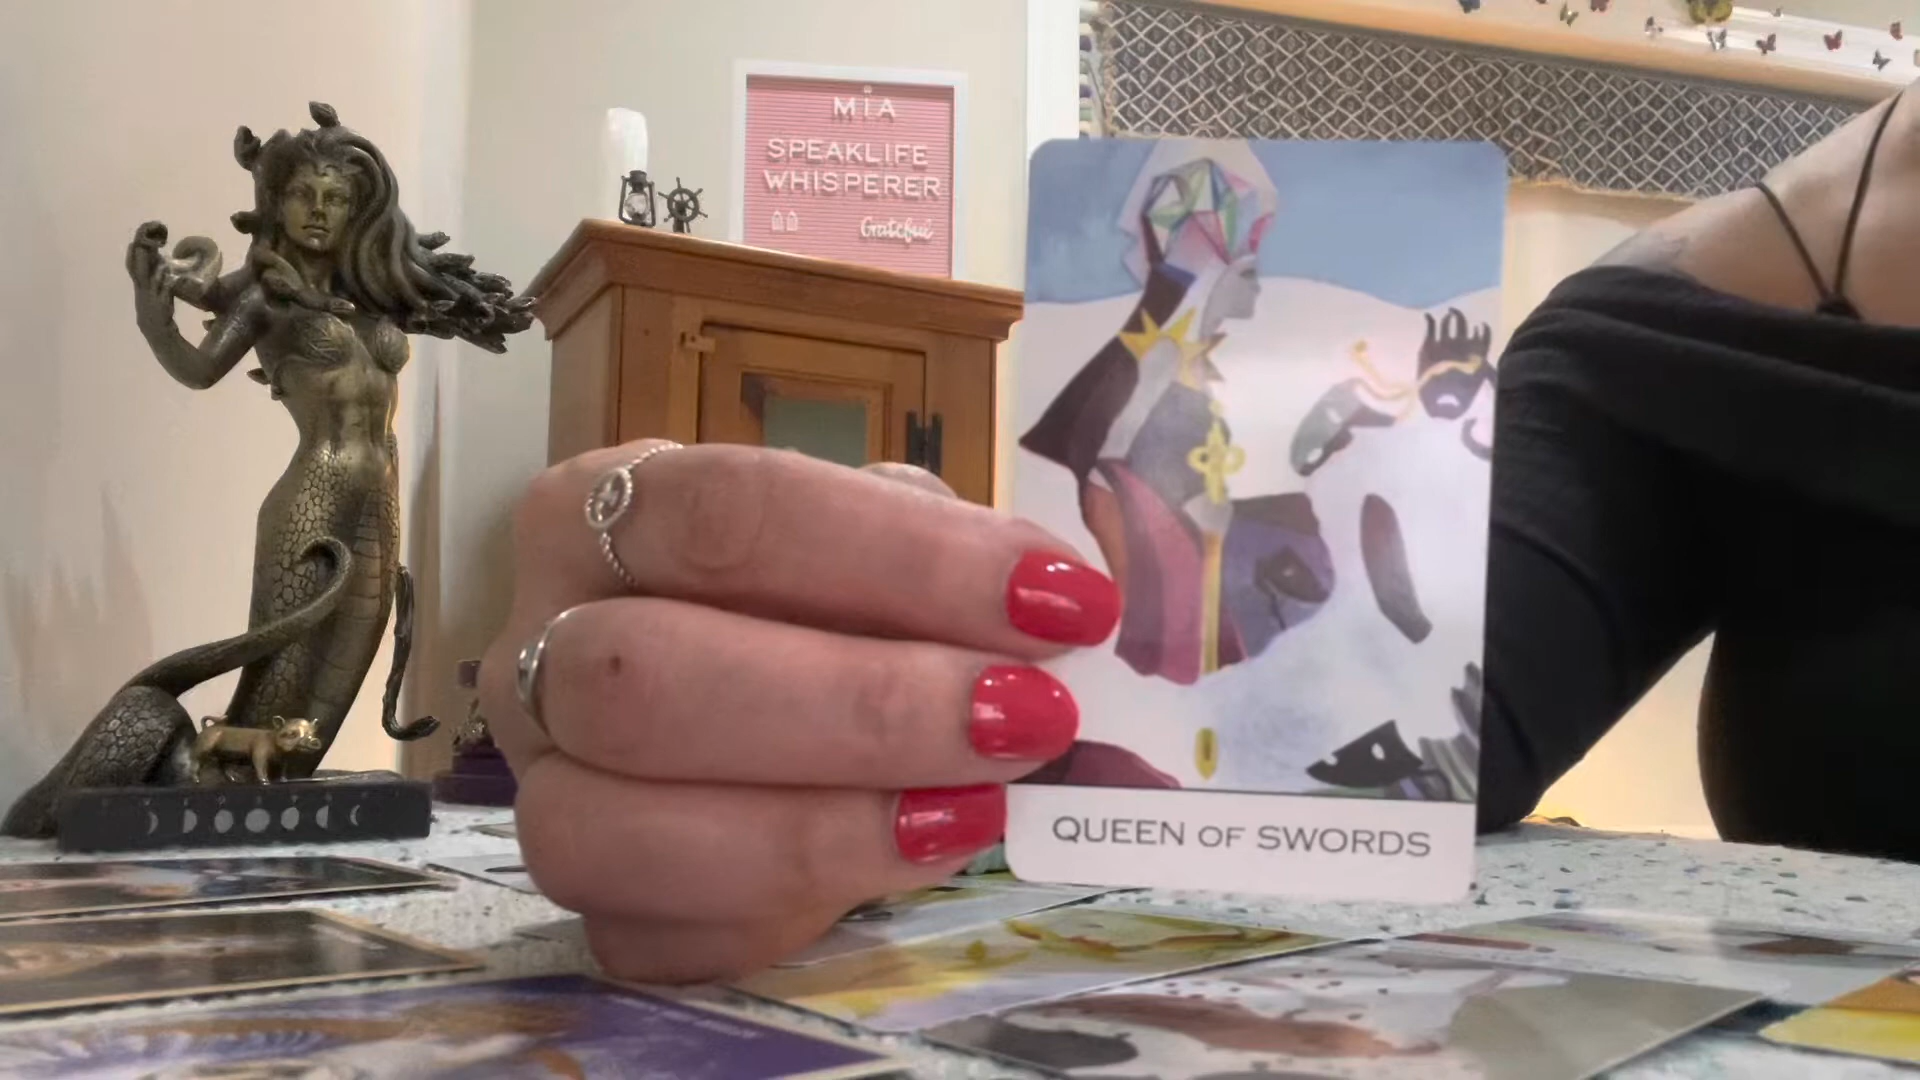 MIA
SPEAKLIFE
WHISPERER
Grateful
QUEEN OF SWORDS